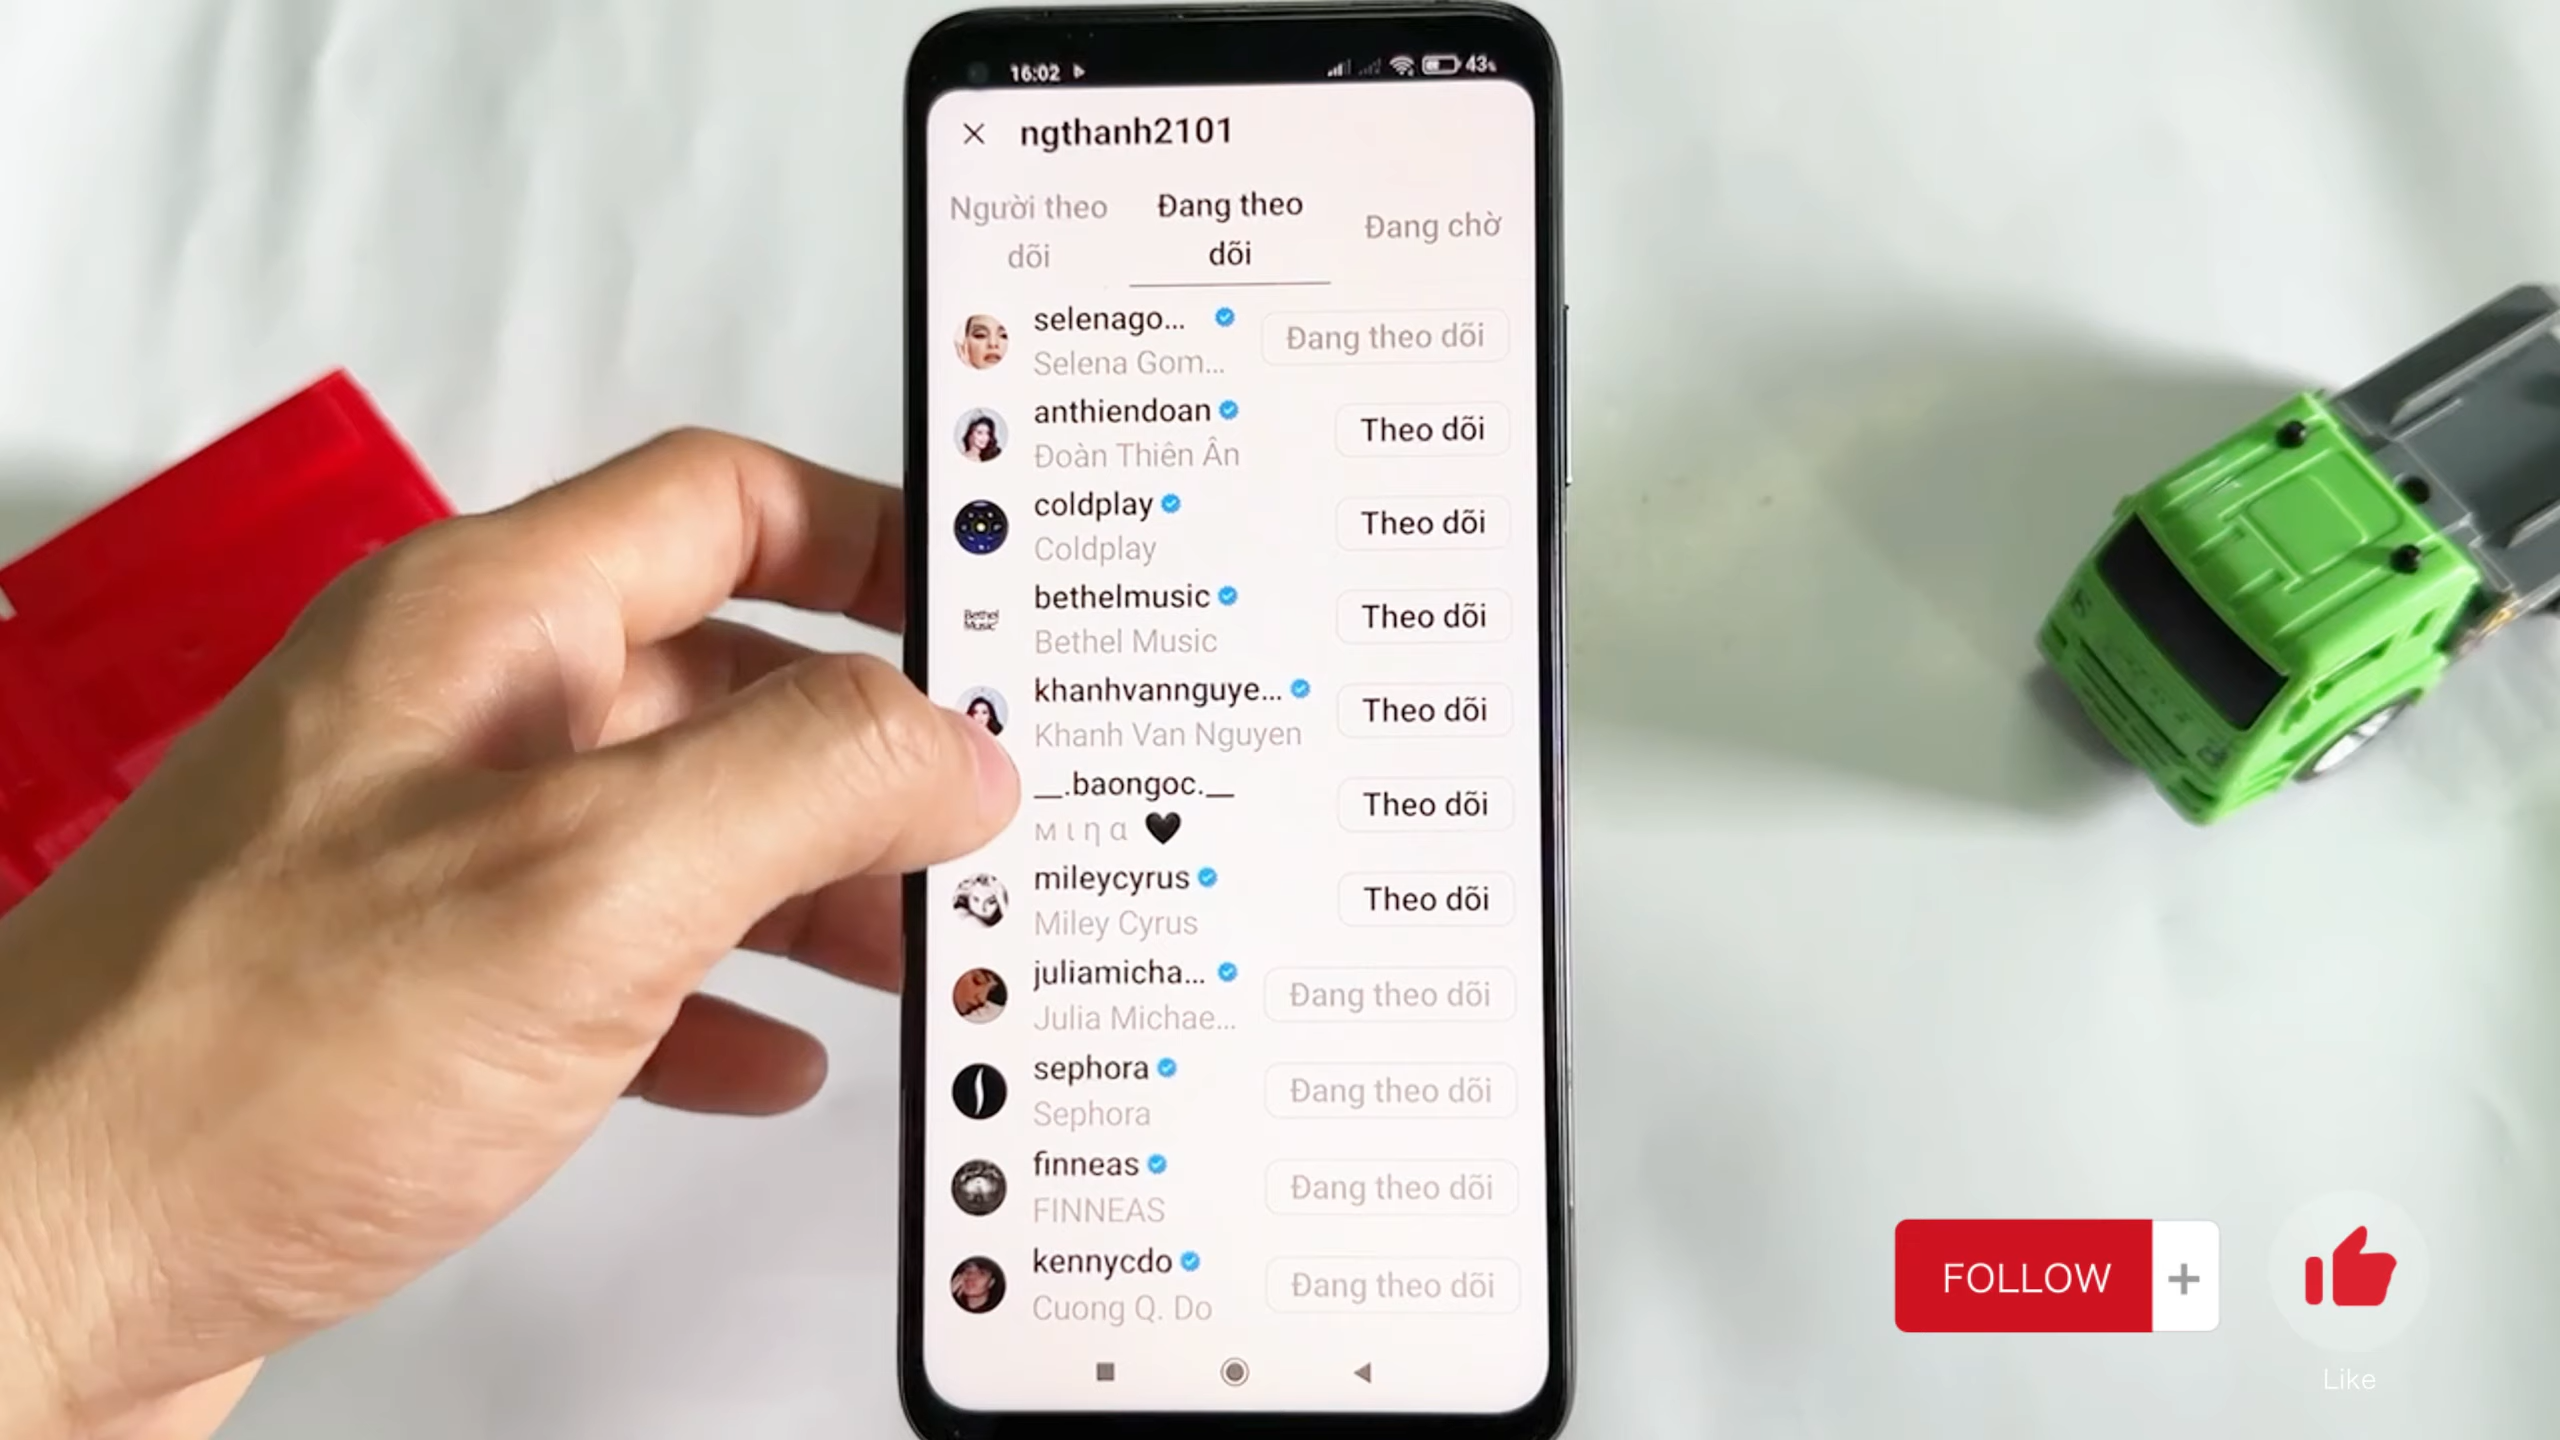 16:02
43%
ngthanh2101
Người theo
dõi
Đang theo
dõi
Đang chờ
selenago...
Đang theo dõi
Selena Gom...
anthiendoan
Theo dõi
Đoàn Thiên Ân
coldplay
Theo dõi
Coldplay
bethelmusic
Bethel
Music
Theo dõi
Bethel Music
khanhvannguye...
Theo dõi
Khanh Van Nguyen
__.baongoc.__
Theo dõi
м ι η α 🖤
mileycyrus
Theo dõi
Miley Cyrus
juliamicha...
Đang theo dõi
Julia Michae...
sephora
Đang theo dõi
Sephora
finneas
Đang theo dõi
FINNEAS
kennycdo
Đang theo dõi
Cuong Q. Do
FOLLOW +
Like